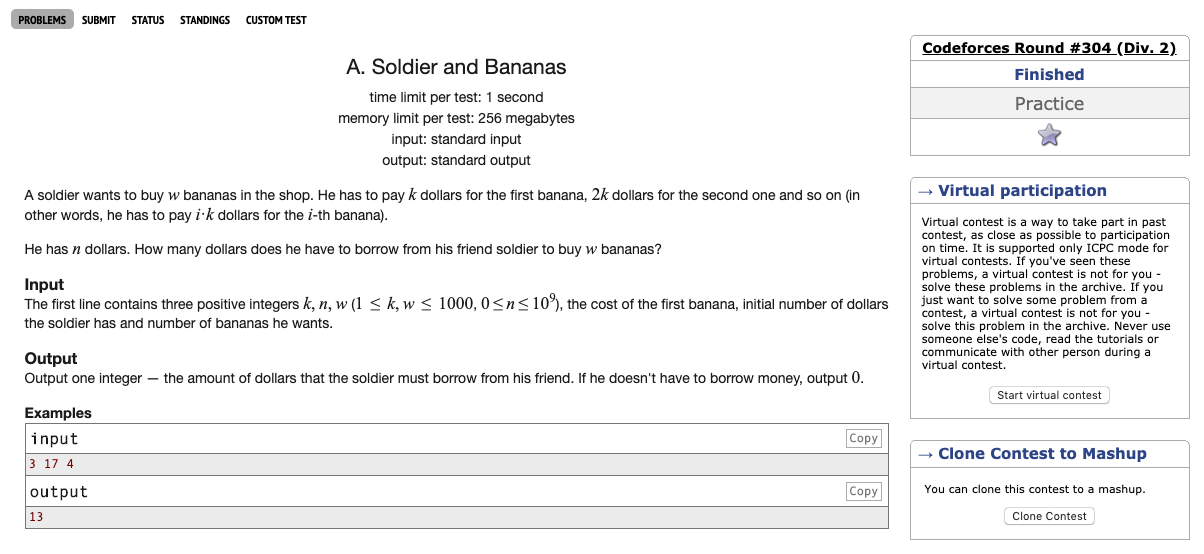 PROBLEMS SUBMIT STATUS STANDINGS CUSTOM TEST
A. Soldier and Bananas
time limit per test: 1 second
memory limit per test: 256 megabytes
input: standard input
output: standard output
A soldier wants to buy w bananas in the shop. He has to pay k dollars for the first banana, 2k dollars for the second one and so on (in
other words, he has to pay i·k dollars for the i-th banana).
He has n dollars. How many dollars does he have to borrow from his friend soldier to buy w bananas?
Input
The first line contains three positive integers k, n, w (1 ≤ k, w ≤ 1000, 0 ≤ n ≤ 10⁹), the cost of the first banana, initial number of dollars
the soldier has and number of bananas he wants.
Output
Output one integer — the amount of dollars that the soldier must borrow from his friend. If he doesn't have to borrow money, output 0.
Examples
input
Copy
3 17 4
output
Copy
13
Codeforces Round #304 (Div. 2)
Finished
Practice
→ Virtual participation
Virtual contest is a way to take part in past
contest, as close as possible to participation
on time. It is supported only ICPC mode for
virtual contests. If you've seen these
problems, a virtual contest is not for you -
solve these problems in the archive. If you
just want to solve some problem from a
contest, a virtual contest is not for you -
solve this problem in the archive. Never use
someone else's code, read the tutorials or
communicate with other person during a
virtual contest.
Start virtual contest
→ Clone Contest to Mashup
You can clone this contest to a mashup.
Clone Contest